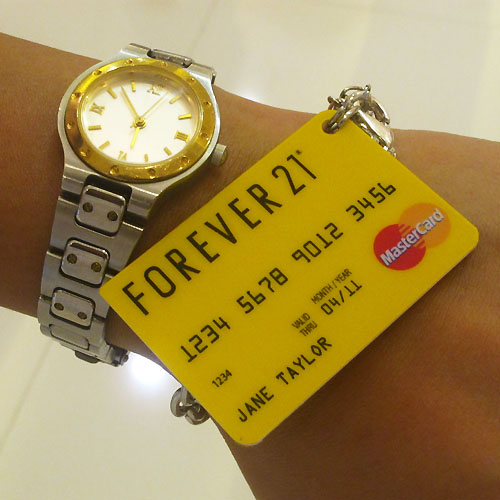 FOREVER 21
1234 5678 9012 3456
MasterCard
MONTH/YEAR
VALID
THRU
04/11
1234
JANE TAYLOR